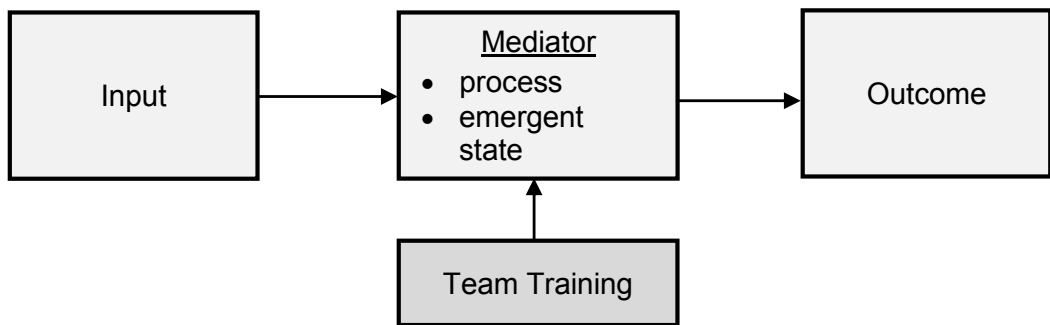 Input
Mediator
• process
• emergent
state
Outcome
Team Training